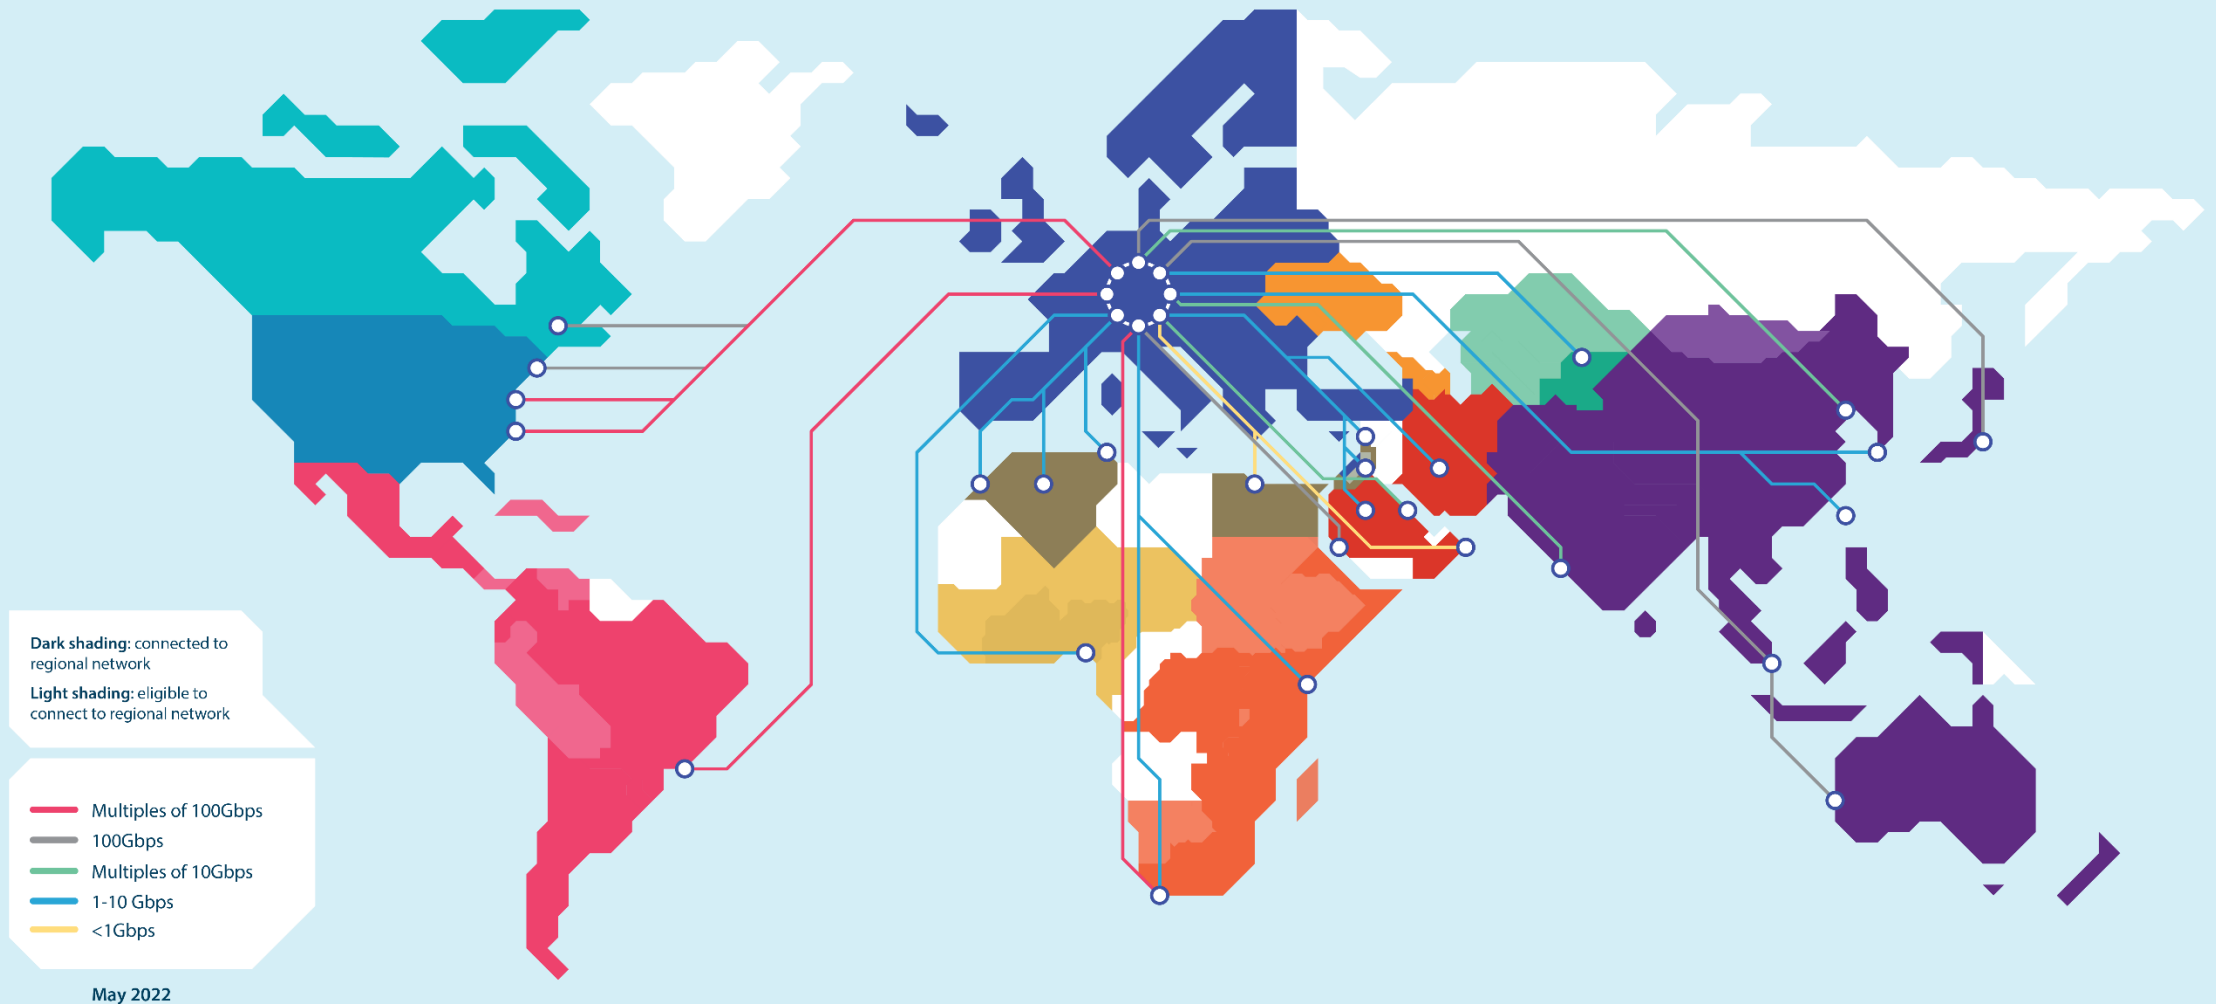 Dark shading: connected to
regional network
Light shading: eligible to
connect to regional network
Multiples of 100Gbps
100Gbps
Multiples of 10Gbps
1-10 Gbps
<1Gbps
May 2022